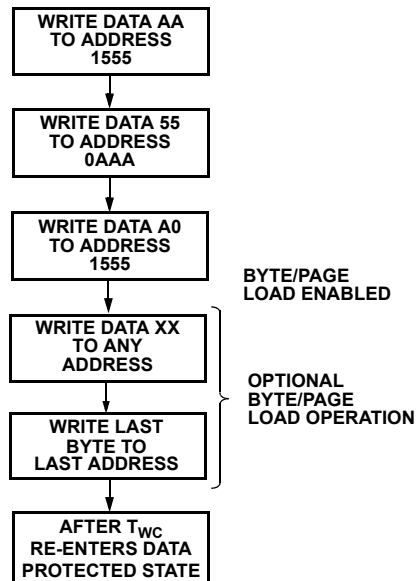 WRITE DATA AA
TO ADDRESS
1555
WRITE DATA 55
TO ADDRESS
0AAA
WRITE DATA A0
TO ADDRESS
1555
BYTE/PAGE
LOAD ENABLED
WRITE DATA XX
TO ANY
ADDRESS
OPTIONAL
BYTE/PAGE
LOAD OPERATION
WRITE LAST
BYTE TO
LAST ADDRESS
AFTER TWC
RE-ENTERS DATA
PROTECTED STATE